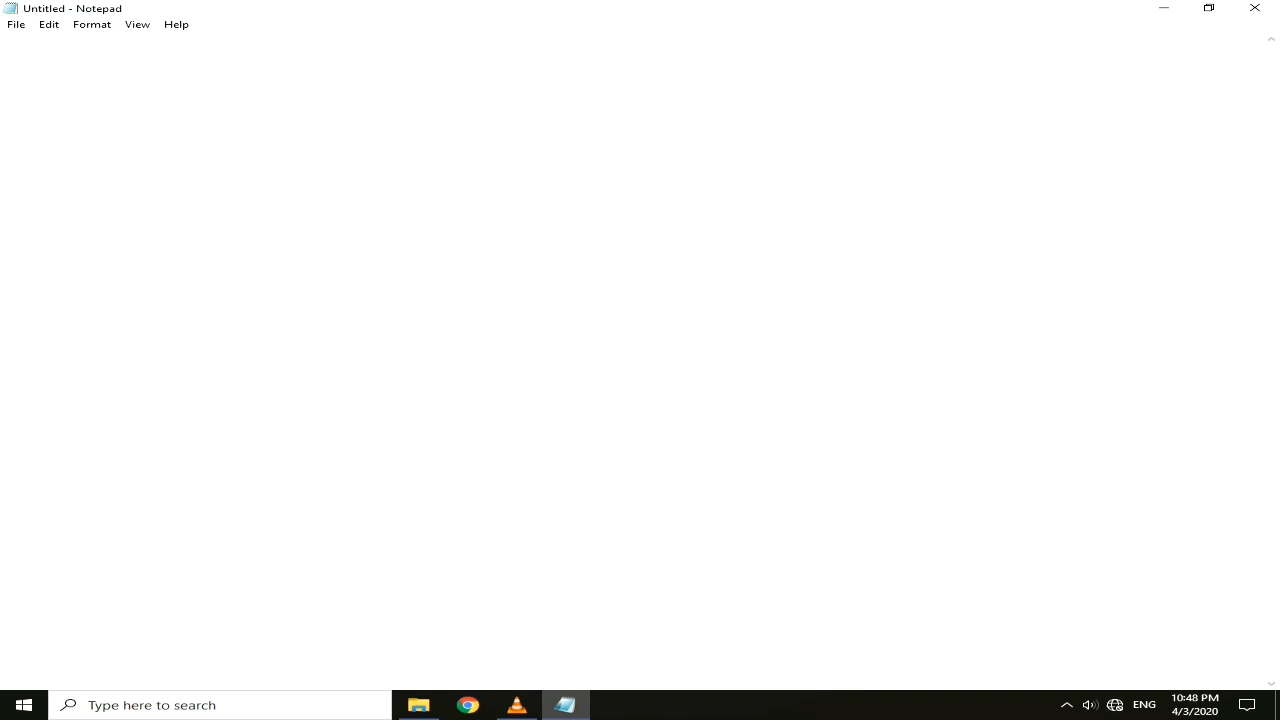 Untitled - Notepad
File Edit Format View Help
Type here to search
ENG
10:48 PM
4/3/2020